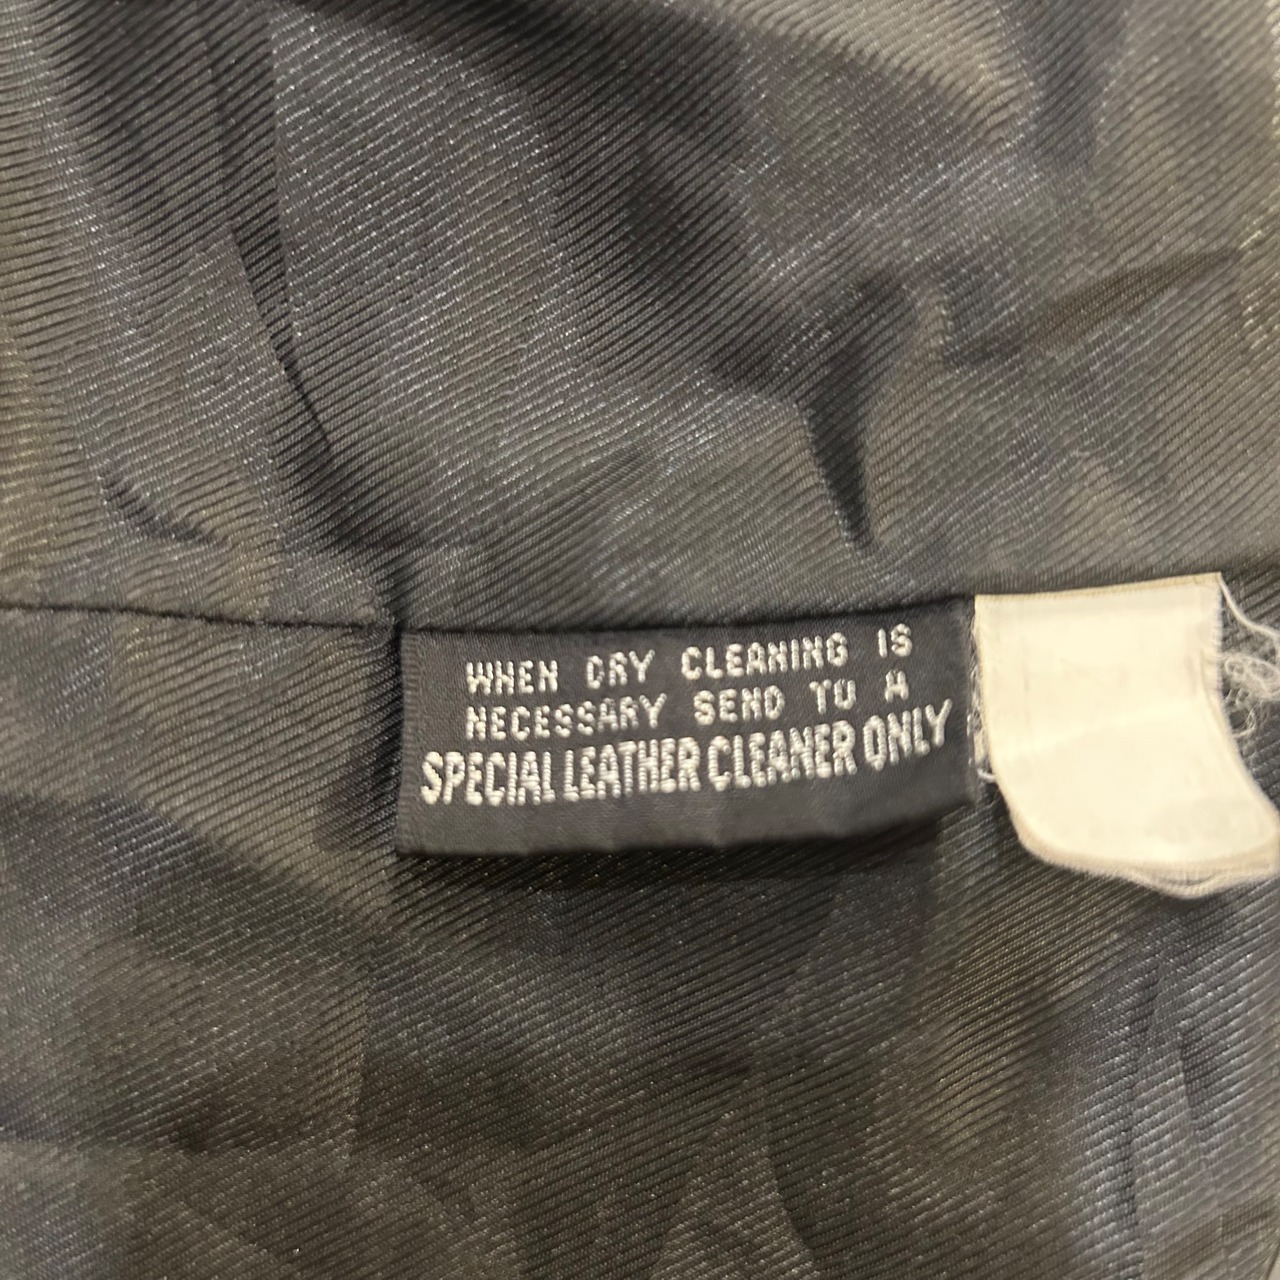 WHEN DRY CLEANING IS
NECESSARY SEND TO A
SPECIAL LEATHER CLEANER ONLY